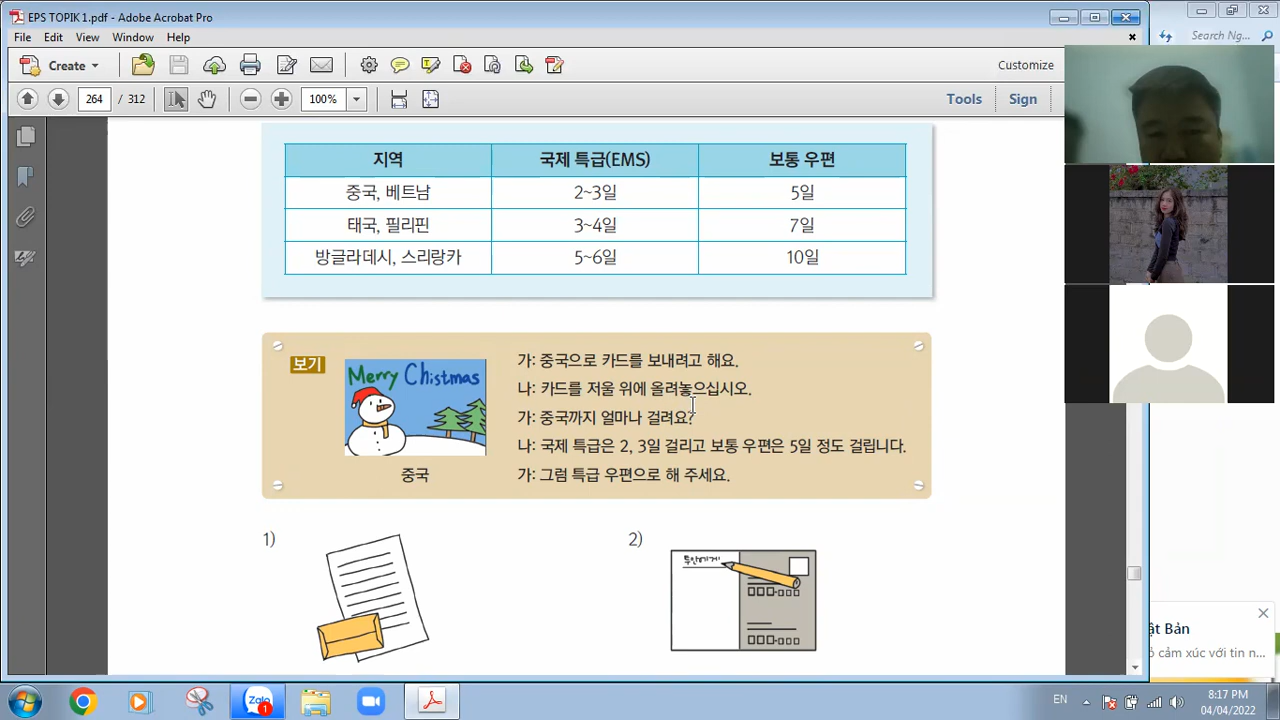 EPS TOPIK 1.pdf - Adobe Acrobat Pro
File Edit View Window Help
Create
Customize
264 / 312
100%
Tools Sign
Search Ng...
지역 국제 특급(EMS) 보통 우편
중국, 베트남 2~3일 5일
태국, 필리핀 3~4일 7일
방글라데시, 스리랑카 5~6일 10일
보기
Merry Chistmas
중국
가: 중국으로 카드를 보내려고 해요.
나: 카드를 저울 위에 올려놓으십시오.
가: 중국까지 얼마나 걸려요?
나: 국제 특급은 2, 3일 걸리고 보통 우편은 5일 정도 걸립니다.
가: 그럼 특급 우편으로 해 주세요.
1)
2)
투안에게
ật Bản
ỏ cảm xúc với tin n...
Zalo
1
EN
8:17 PM
04/04/2022